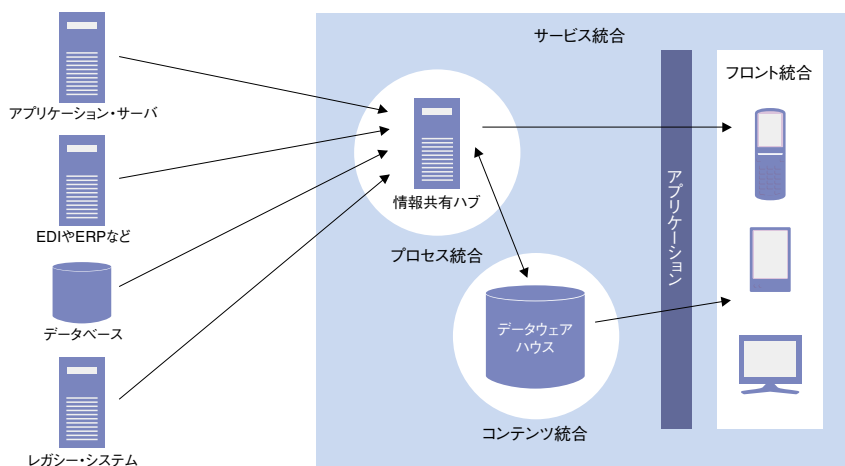 サービス統合
アプリケーション・サーバ
EDIやERPなど
データベース
レガシー・システム
情報共有ハブ
プロセス統合
データウェア
ハウス
コンテンツ統合
アプリケーション
フロント統合